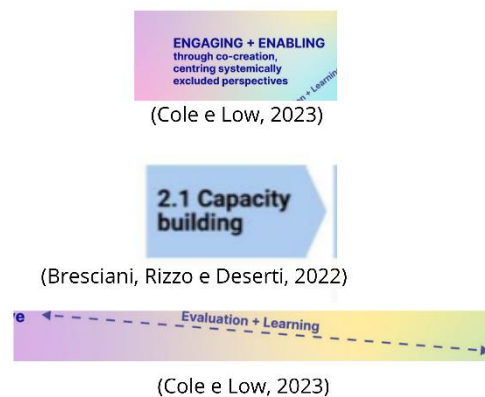 ENGAGING + ENABLING
through co-creation,
centring systemically
excluded perspectives
n + Learning
(Cole e Low, 2023)
2.1 Capacity
building
(Bresciani, Rizzo e Deserti, 2022)
e
Evaluation + Learning
(Cole e Low, 2023)